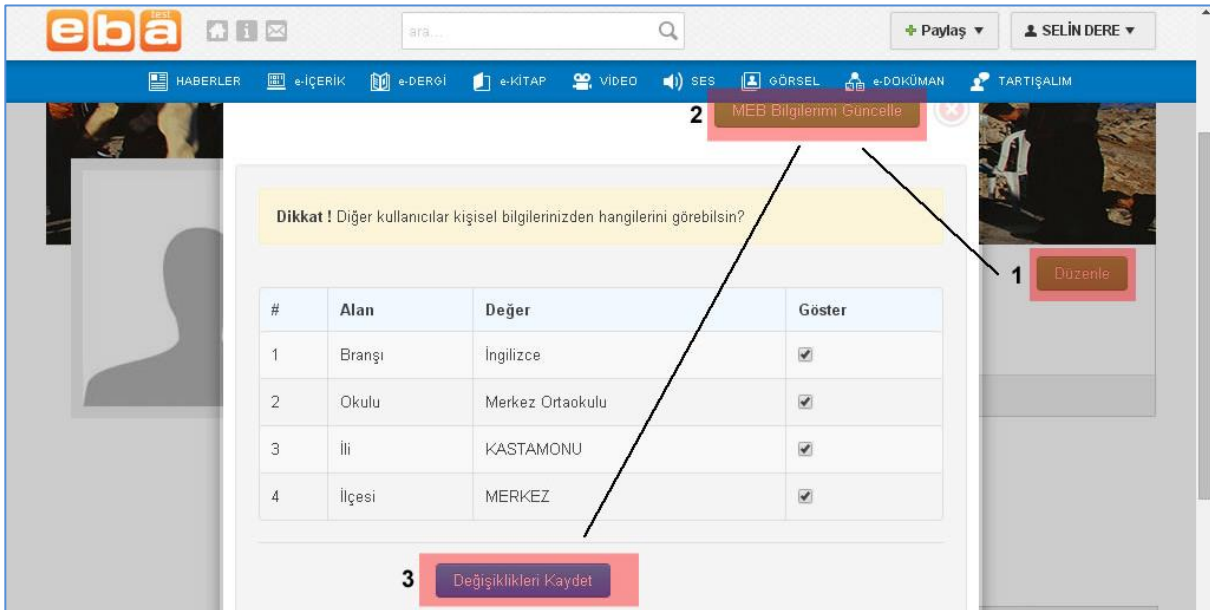 eba test ara... Paylaş SELİN DERE
HABERLER e-İÇERİK e-DERGİ e-KİTAP VİDEO SES GÖRSEL e-DOKÜMAN TARTIŞALIM
2 MEB Bilgilerimi Güncelle
Dikkat ! Diğer kullanıcılar kişisel bilgilerinizden hangilerini görebilsin?
1 Düzenle
# Alan Değer Göster
1 Branşı İngilizce
2 Okulu Merkez Ortaokulu
3 İli KASTAMONU
4 İlçesi MERKEZ
3 Değişiklikleri Kaydet